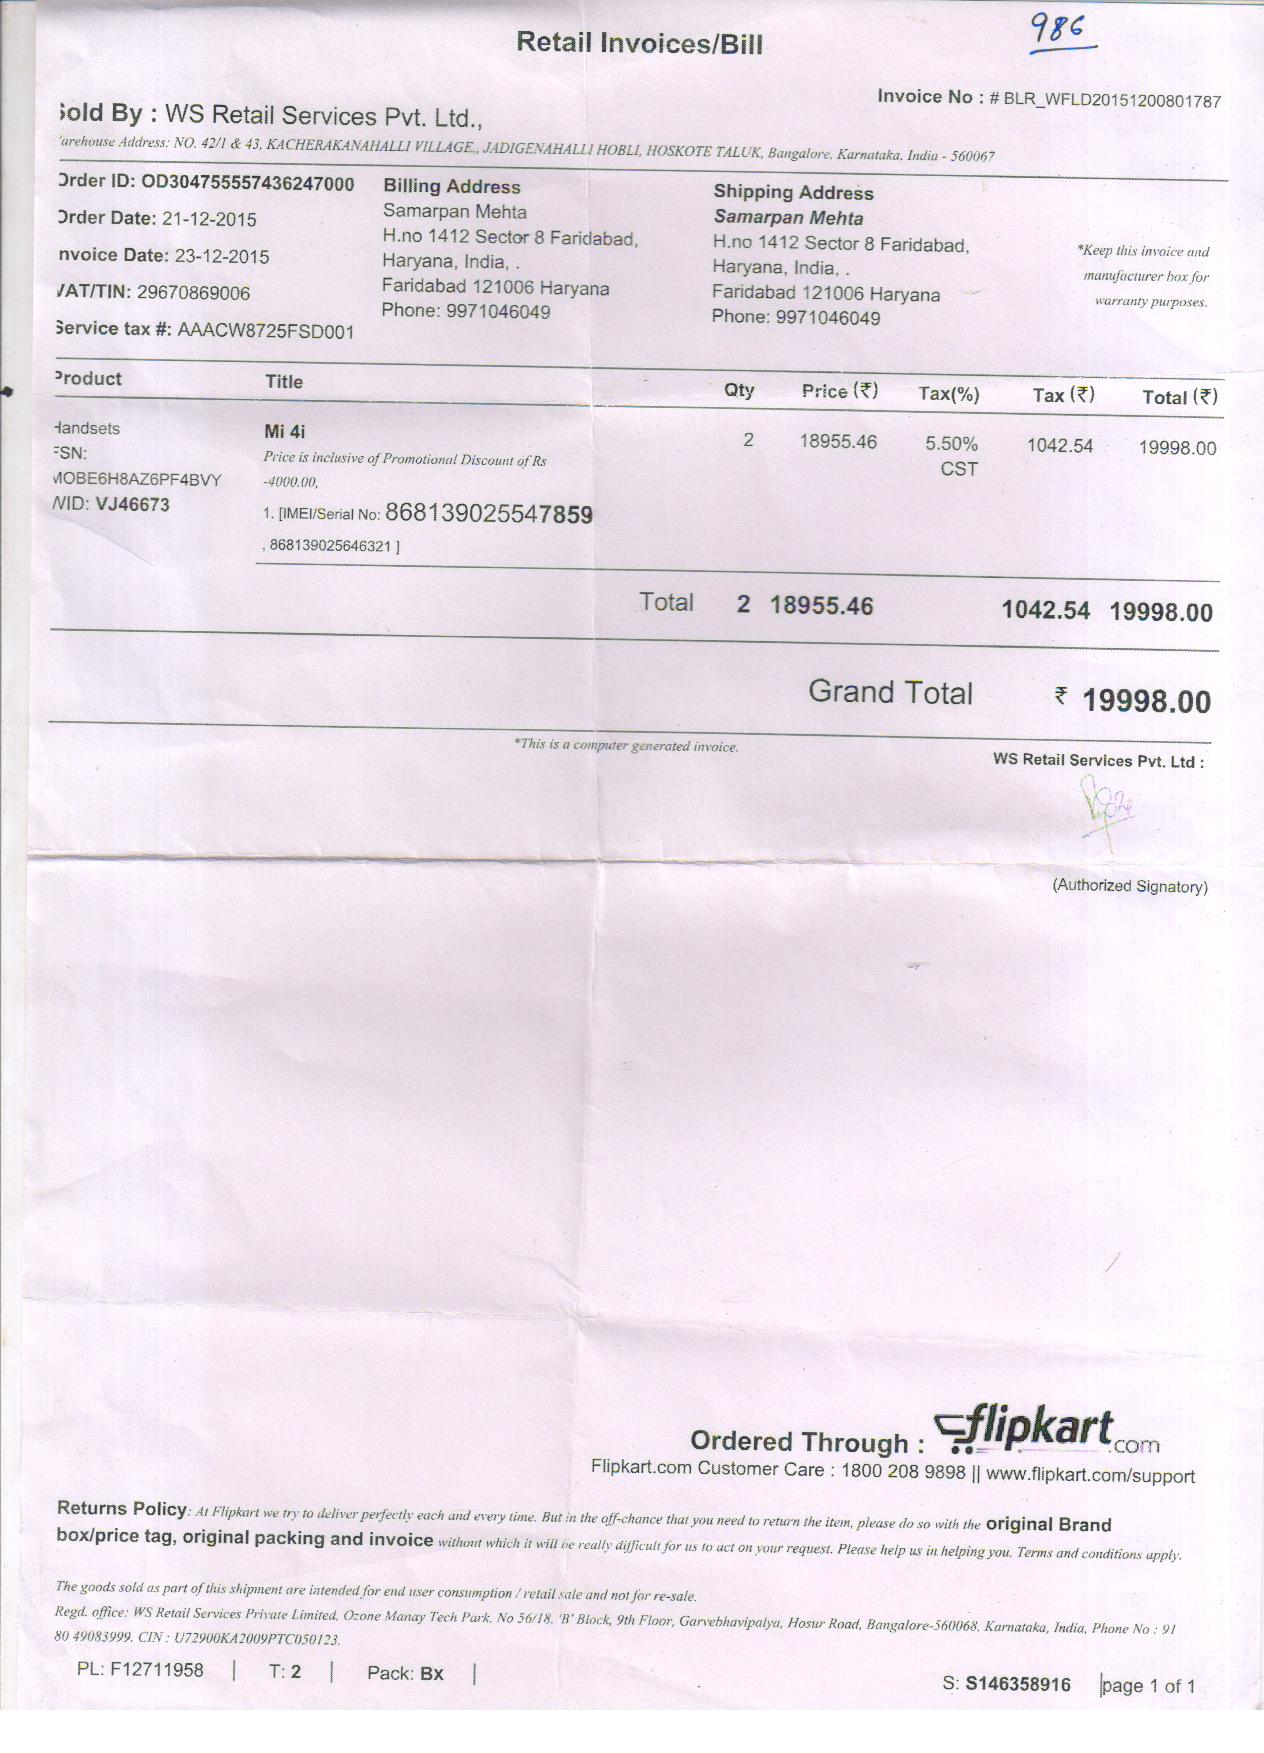 986
Retail Invoices/Bill
Invoice No : # BLR_WFLD20151200801787
Sold By : WS Retail Services Pvt. Ltd.,
Warehouse Address: NO. 42/1 & 43, KACHERAKANAHALLI VILLAGE,, JADIGENAHALLI HOBLI, HOSKOTE TALUK, Bangalore, Karnataka, India - 560067
Order ID: OD304755557436247000
Order Date: 21-12-2015
Invoice Date: 23-12-2015
VAT/TIN: 29670869006
Service tax #: AAACW8725FSD001
Billing Address
Samarpan Mehta
H.no 1412 Sector 8 Faridabad,
Haryana, India, .
Faridabad 121006 Haryana
Phone: 9971046049
Shipping Address
Samarpan Mehta
H.no 1412 Sector 8 Faridabad,
Haryana, India, .
Faridabad 121006 Haryana
Phone: 9971046049
*Keep this invoice and
manufacturer box for
warranty purposes.
Product Title Qty Price (₹) Tax(%) Tax (₹) Total (₹)
Handsets
FSN:
MOBE6H8AZ6PF4BVY
WID: VJ46673
Mi 4i
Price is inclusive of Promotional Discount of Rs
-4000.00,
1. [IMEI/Serial No: 868139025547859
, 868139025646321 ]
2 18955.46 5.50% 1042.54 19998.00
CST
Total 2 18955.46 1042.54 19998.00
Grand Total ₹ 19998.00
*This is a computer generated invoice.
WS Retail Services Pvt. Ltd :
(Authorized Signatory)
Ordered Through : flipkart.com
Flipkart.com Customer Care : 1800 208 9898 || www.flipkart.com/support
Returns Policy: At Flipkart we try to deliver perfectly each and every time. But in the off-chance that you need to return the item, please do so with the original Brand
box/price tag, original packing and invoice without which it will be really difficult for us to act on your request. Please help us in helping you. Terms and conditions apply.
The goods sold as part of this shipment are intended for end user consumption / retail sale and not for re-sale.
Regd. office: WS Retail Services Private Limited, Ozone Manay Tech Park, No 56/18, 'B' Block, 9th Floor, Garvebhavipalya, Hosur Road, Bangalore-560068, Karnataka, India, Phone No : 91
80 49083999. CIN : U72900KA2009PTC050123.
PL: F12711958 | T: 2 | Pack: Bx |
S: S146358916 |page 1 of 1